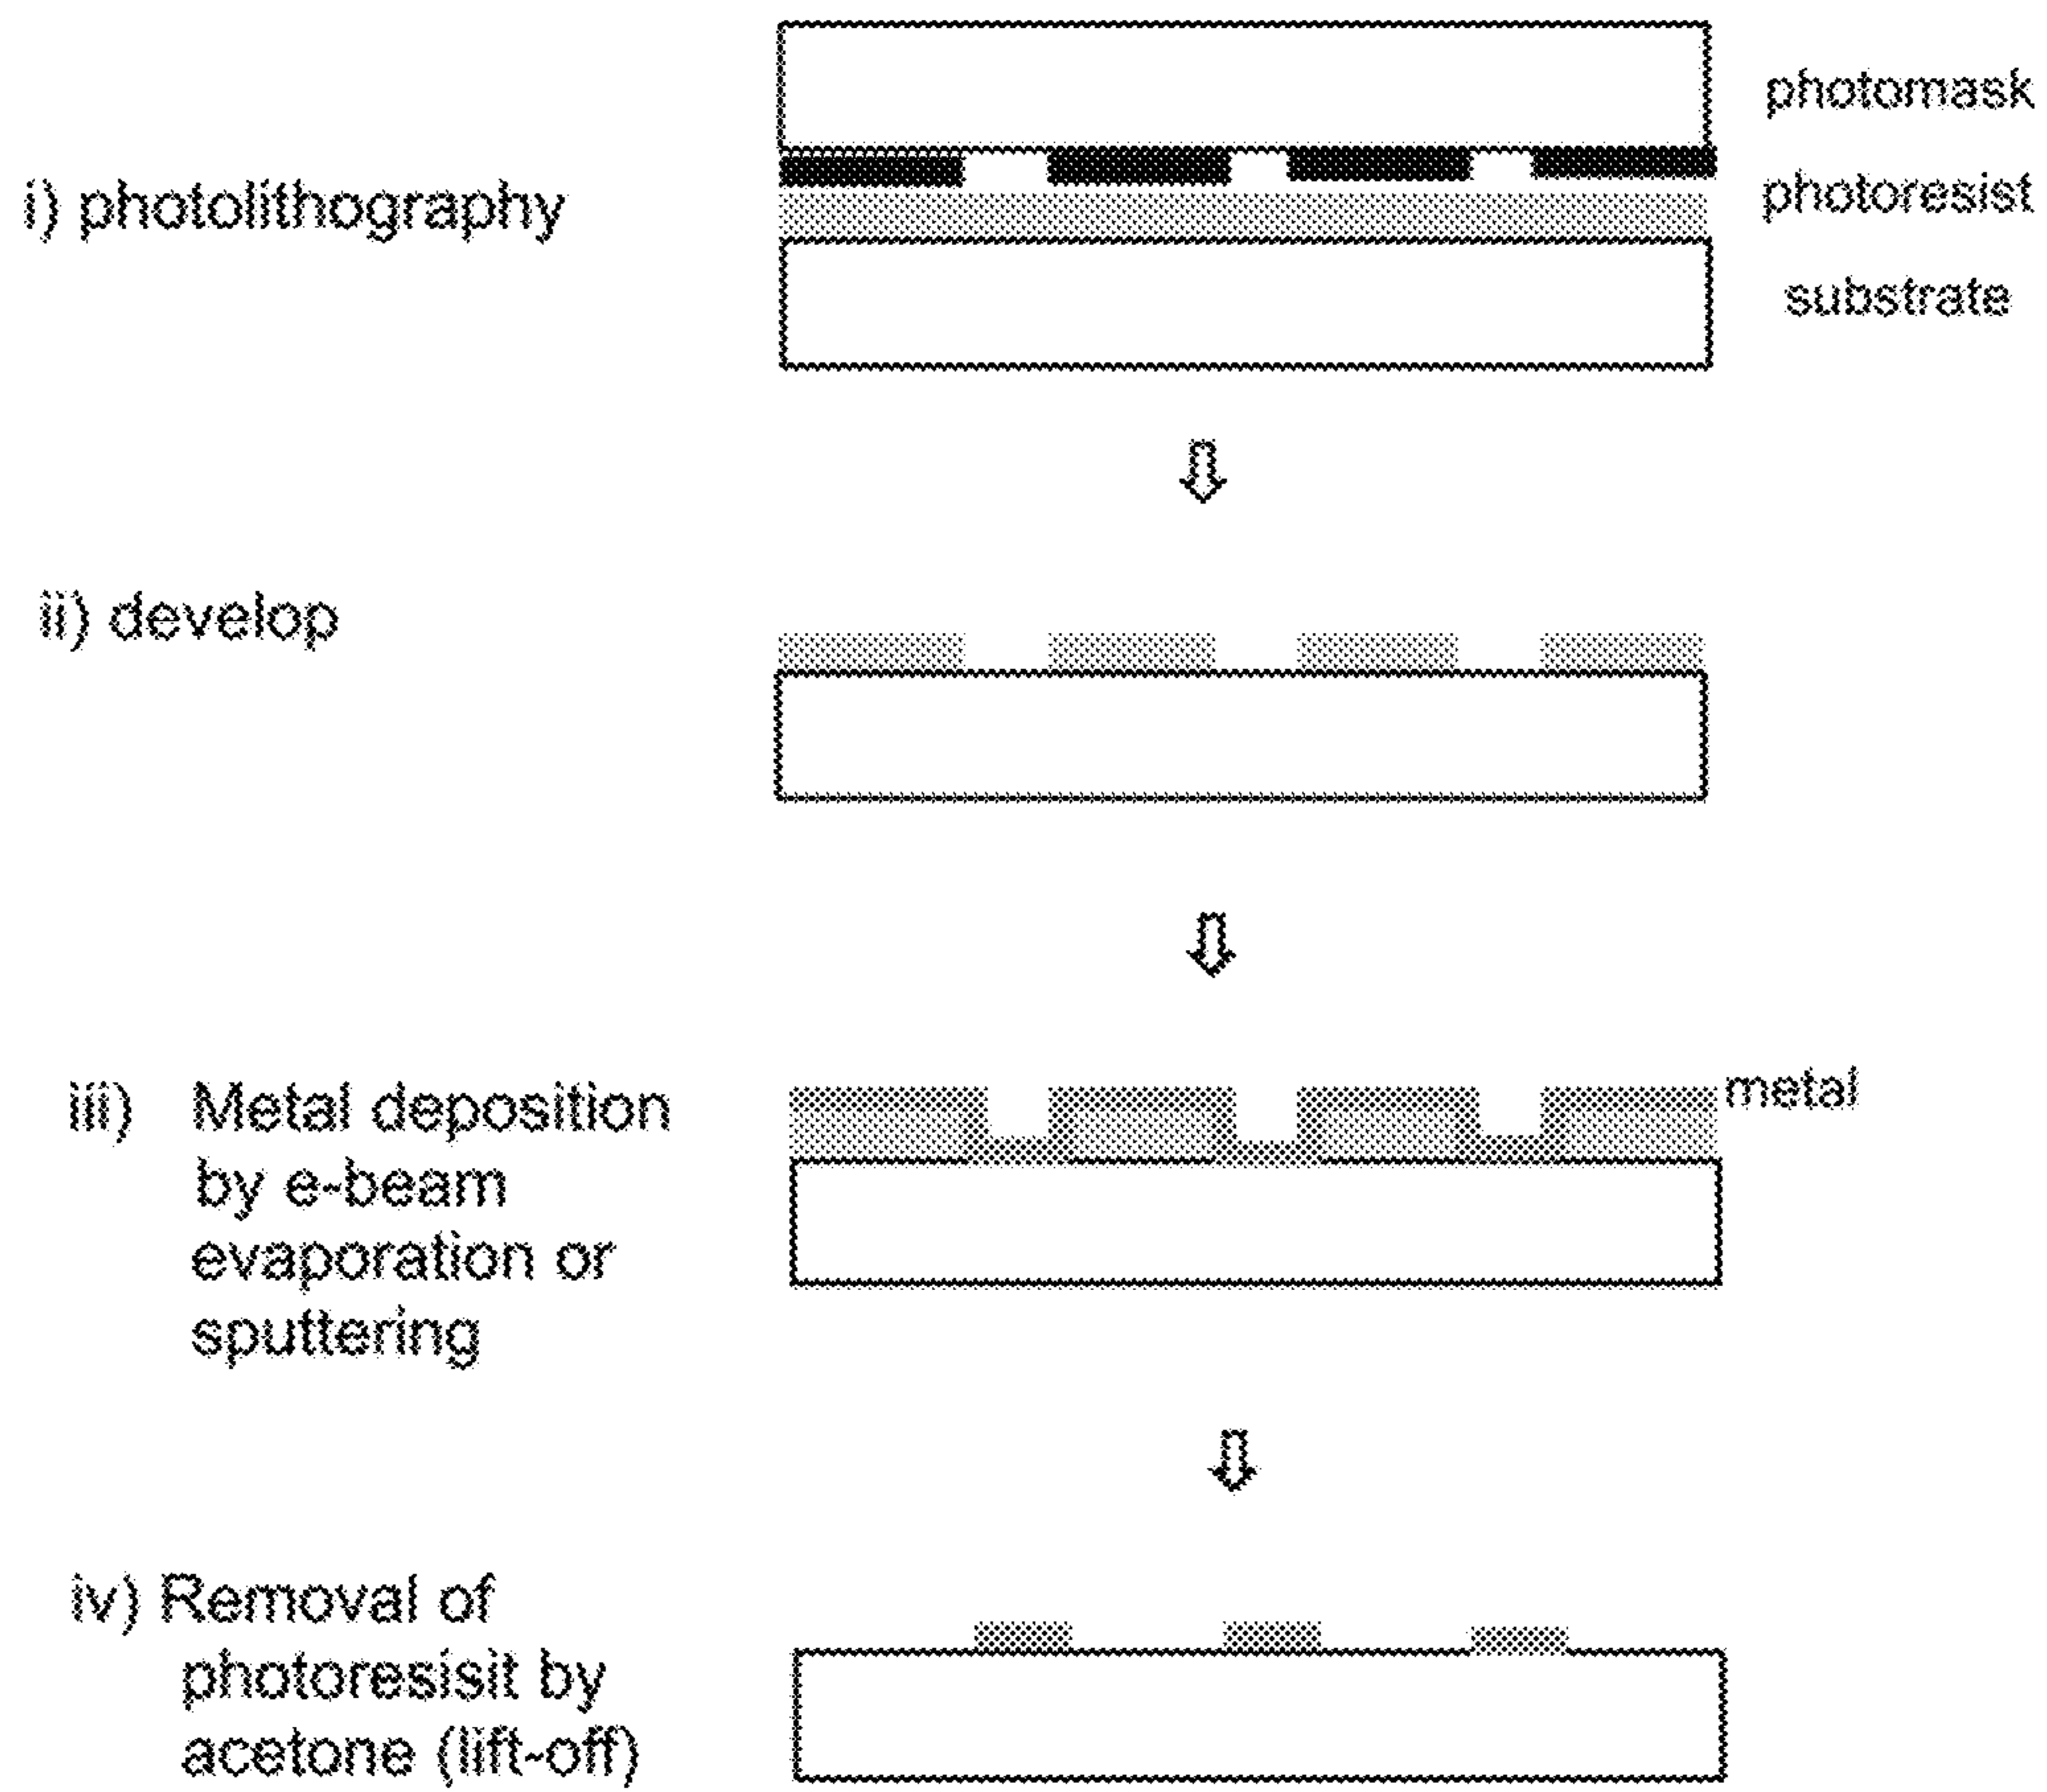 photomask
i) photolithography
photoresist
substrate
ii) develop
iii) Metal deposition
metal
by e-beam
evaporation or
sputtering
iv) Removal of
photoresisit by
acetone (lift-off)